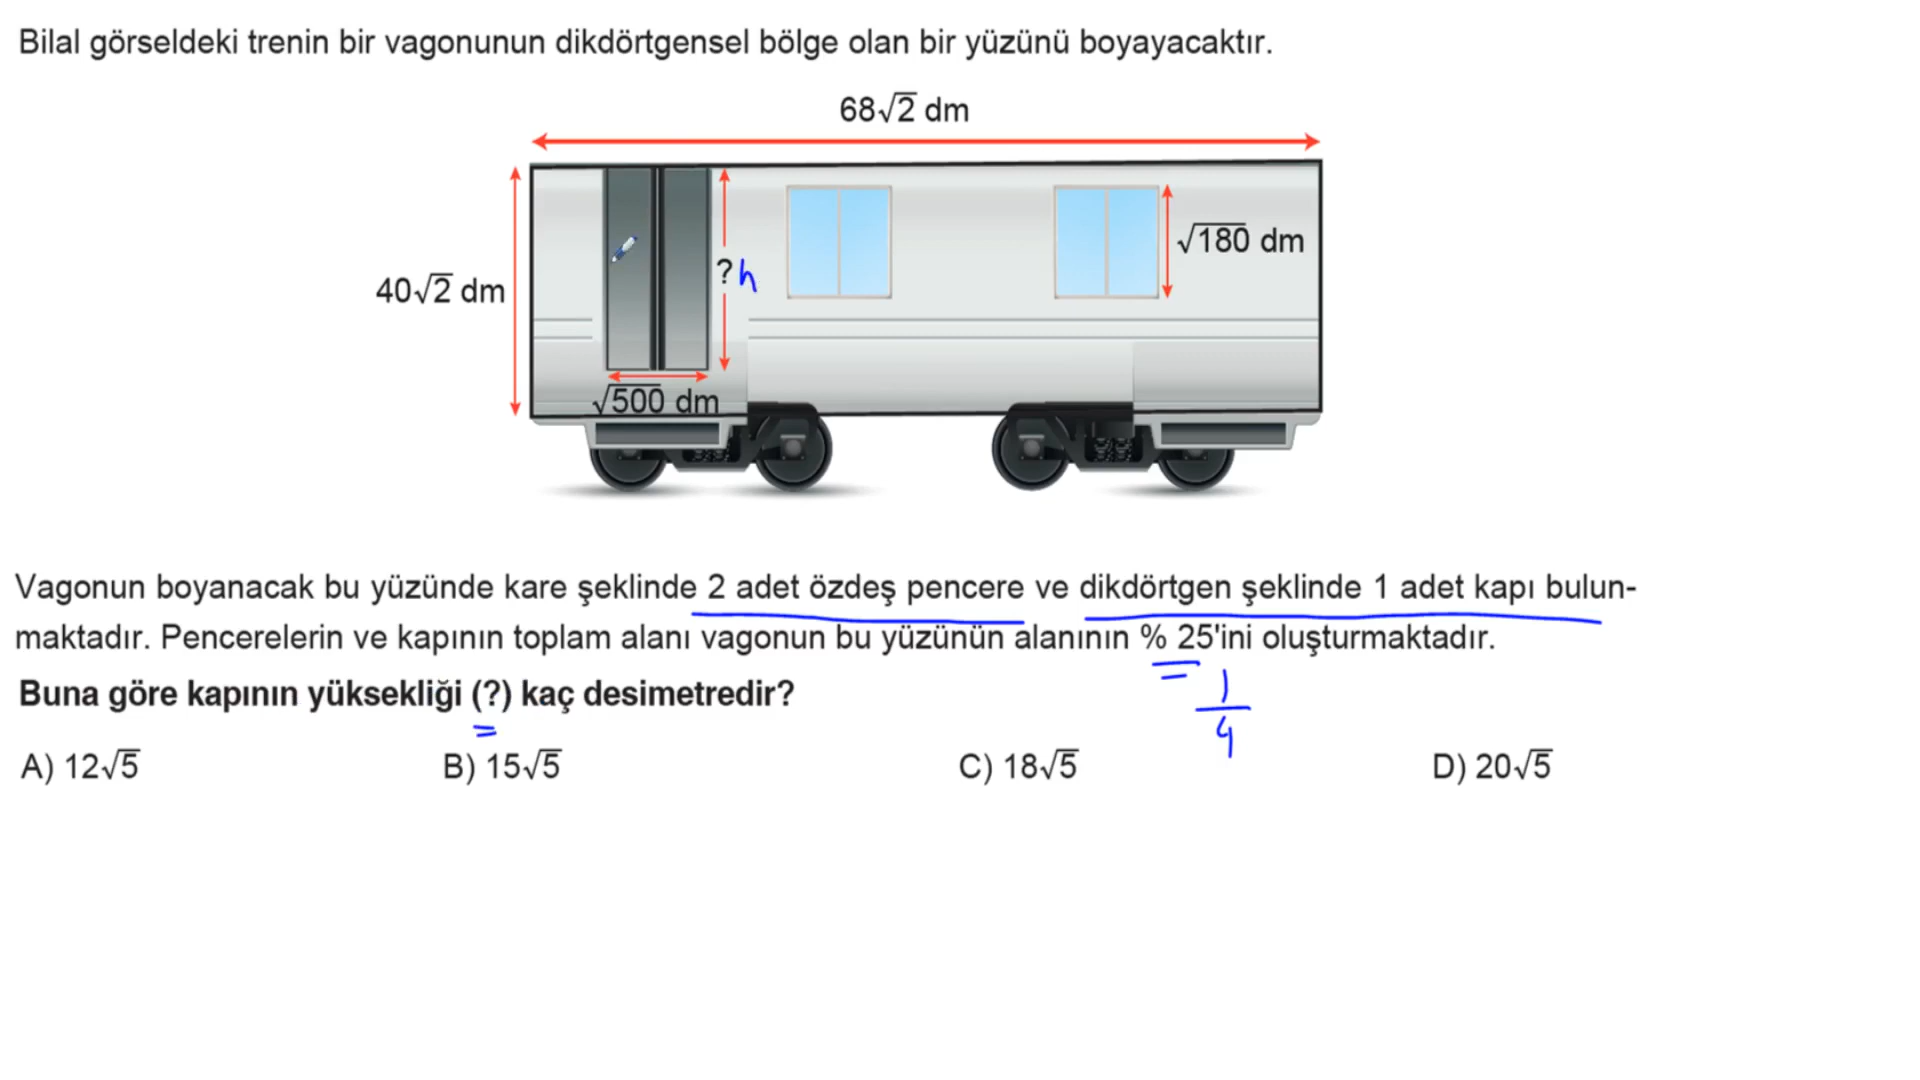 Bilal görseldeki trenin bir vagonunun dikdörtgensel bölge olan bir yüzünü boyayacaktır.
68√2 dm
√180 dm
? h
40√2 dm
√500 dm
Vagonun boyanacak bu yüzünde kare şeklinde 2 adet özdeş pencere ve dikdörtgen şeklinde 1 adet kapı bulun-
maktadır. Pencerelerin ve kapının toplam alanı vagonun bu yüzünün alanının % 25'ini oluşturmaktadır.
= 1/4
Buna göre kapının yüksekliği (?) kaç desimetredir?
=
A) 12√5 B) 15√5 C) 18√5 D) 20√5